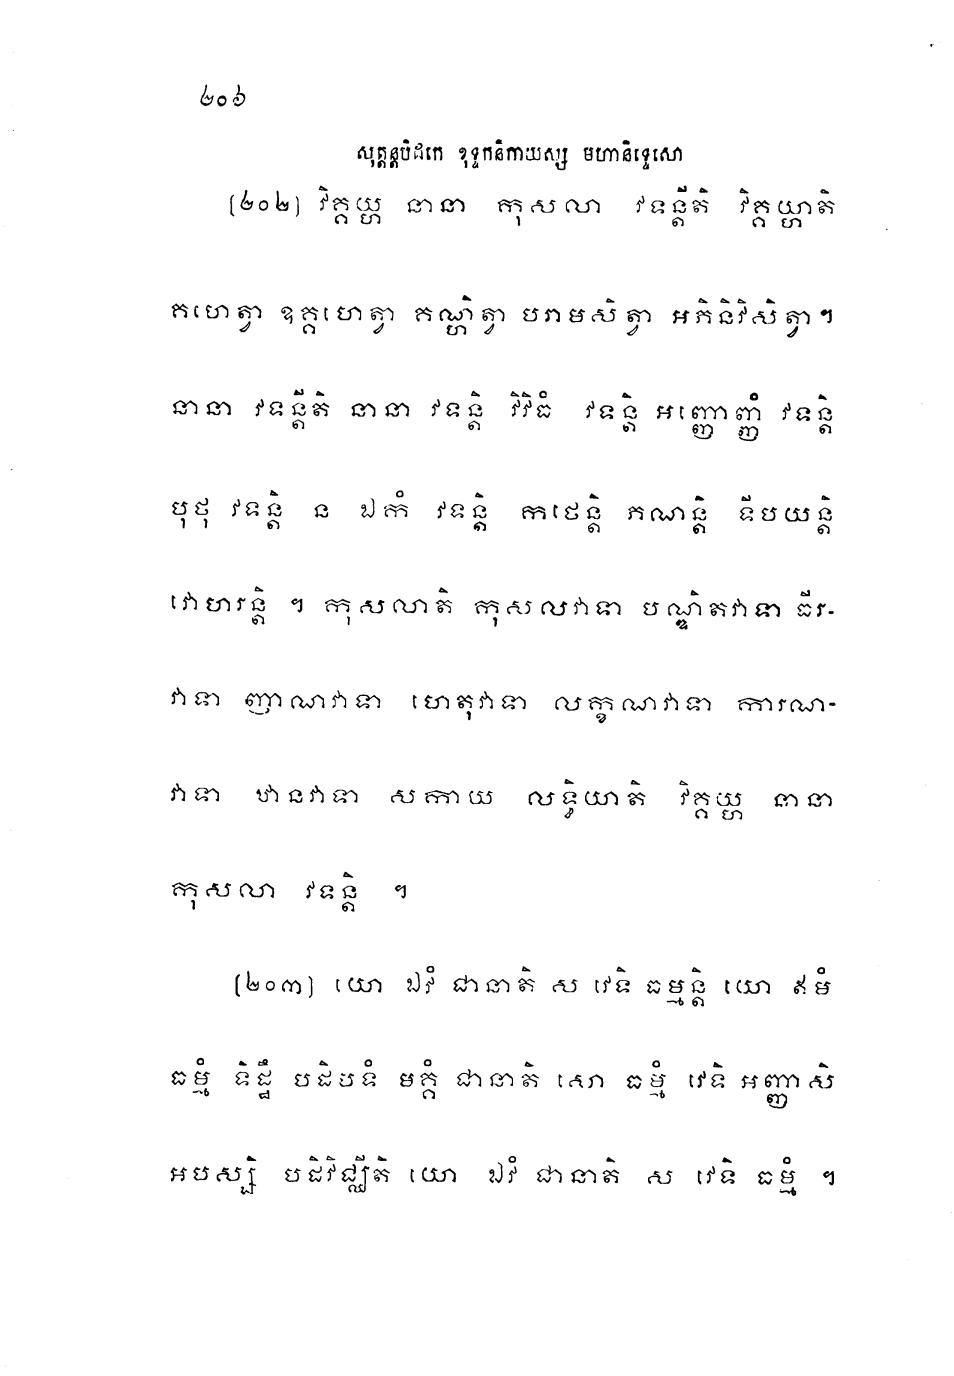 ២០៦
សុត្តន្តបិដកេ ខុទ្ទកនិកាយស្ស មហានិទ្ទេសោ
(២០២) វិគ្គយ្ហ នានា កុសលា វទន្តីតិ វិគ្គយ្ហាតិ
គហេត្វា ឧគ្គហេត្វា គណ្ហិត្វា បរាមសិត្វា អភិនិវិសិត្វា ។
នានា វទន្តីតិ នានា វទន្តិ វិវិធំ វទន្តិ អញ្ញោញ្ញំ វទន្តិ
បុថុ វទន្តិ ន ឯកំ វទន្តិ កថេន្តិ ភណន្តិ ទីបយន្តិ
វោហរន្តិ ។ កុសលាតិ កុសលវាទា បណ្ឌិតវាទា ធីរ-
វាទា ញាណវាទា ហេតុវាទា លក្ខណវាទា ការណ-
វាទា ឋានវាទា សកាយ លទ្ធិយាតិ វិគ្គយ្ហ នានា
កុសលា វទន្តិ ។
(២០៣) យោ ឯវំ ជានាតិ ស វេទិ ធម្មន្តិ យោ ឥមំ
ធម្មំ ទិដ្ឋឹ បដិបទំ មគ្គំ ជានាតិ សោ ធម្មំ វេទិ អញ្ញាសិ
អបស្សិ បដិវិជ្ឈីតិ យោ ឯវំ ជានាតិ ស វេទិ ធម្មំ ។